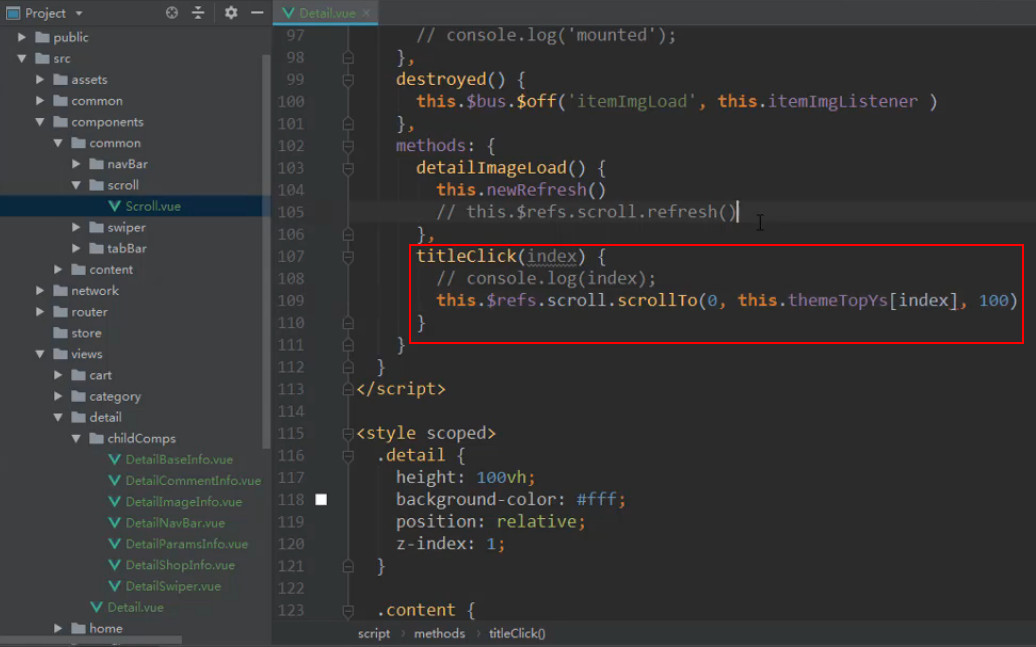 Project
Detail.vue
public
src
assets
common
components
common
navBar
scroll
Scroll.vue
swiper
tabBar
content
network
router
store
views
cart
category
detail
childComps
DetailBaseInfo.vue
DetailCommentInfo.vue
DetailImageInfo.vue
DetailNavBar.vue
DetailParamsInfo.vue
DetailShopInfo.vue
DetailSwiper.vue
Detail.vue
home
97 // console.log('mounted');
98 },
99 destroyed() {
100 this.$bus.$off('itemImgLoad', this.itemImgListener )
101 },
102 methods: {
103 detailImageLoad() {
104 this.newRefresh()
105 // this.$refs.scroll.refresh()
106 },
107 titleClick(index) {
108 // console.log(index);
109 this.$refs.scroll.scrollTo(0, this.themeTopYs[index], 100)
110 }
111 }
112 }
113 </script>
114
115 <style scoped>
116 .detail {
117 height: 100vh;
118 background-color: #fff;
119 position: relative;
120 z-index: 1;
121 }
122
123 .content {
script › methods › titleClick()